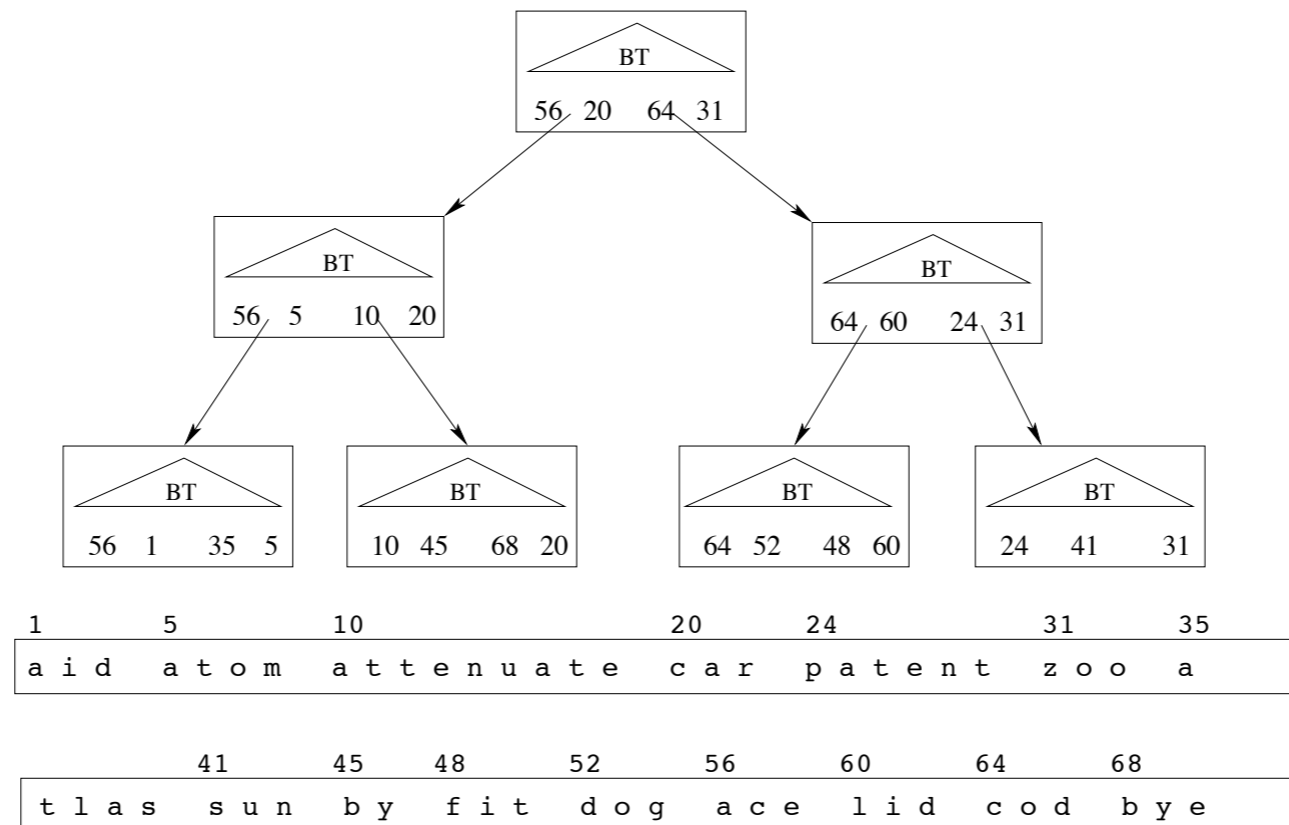 BT
56 20 64 31
BT BT
56 5 10 20 64 60 24 31
BT BT BT BT
56 1 35 5 10 45 68 20 64 52 48 60 24 41 31
1 5 10 20 24 31 35
a i d a t o m a t t e n u a t e c a r p a t e n t z o o a
41 45 48 52 56 60 64 68
t l a s s u n b y f i t d o g a c e l i d c o d b y e